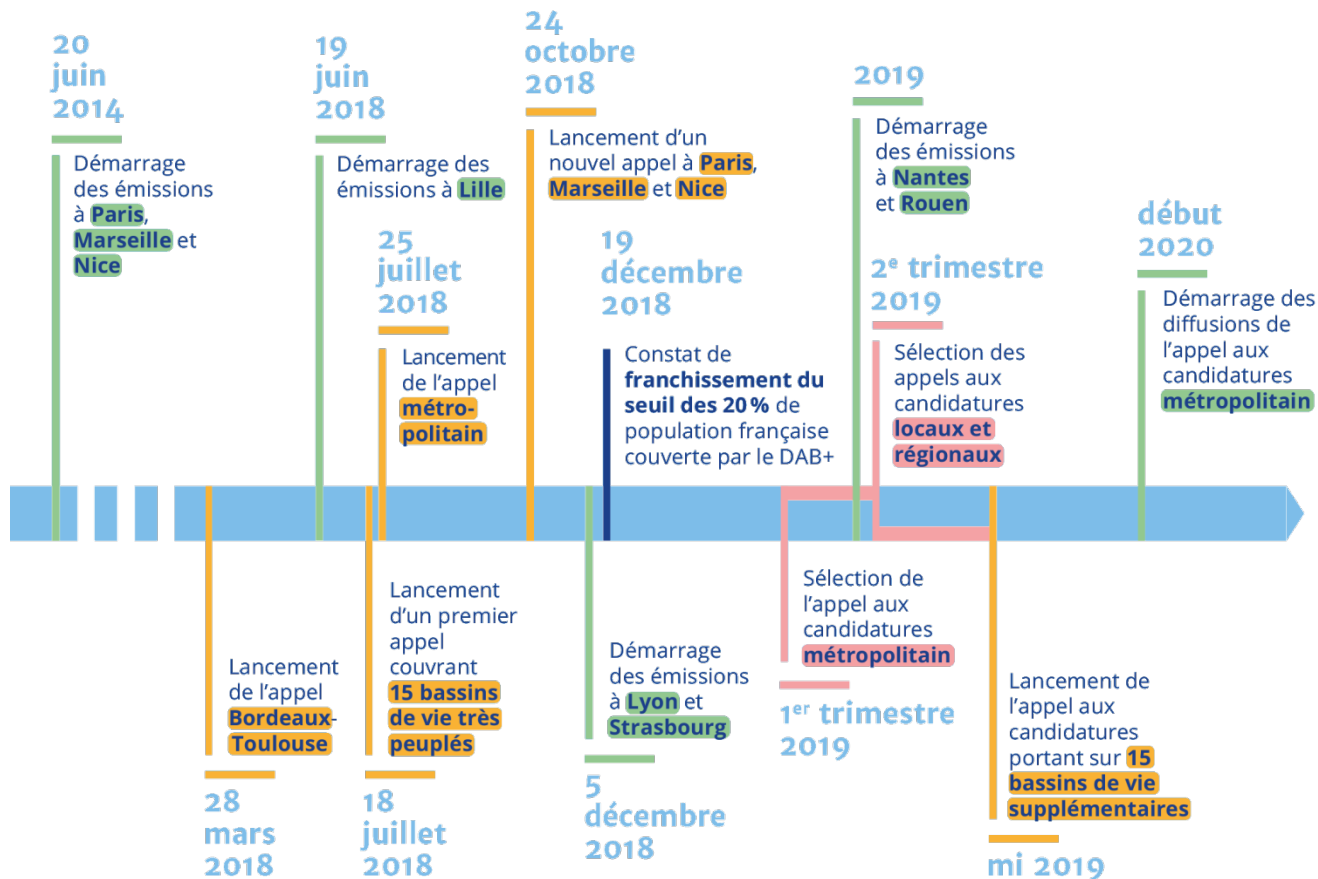 20
juin
2014
Démarrage
des émissions
à Paris,
Marseille et
Nice
28
mars
2018
Lancement
de l'appel
Bordeaux-
Toulouse
19
juin
2018
Démarrage des
émissions à Lille
18
juillet
2018
Lancement
d'un premier
appel
couvrant
15 bassins
de vie très
peuplés
25
juillet
2018
Lancement
de l'appel
métro-
politain
24
octobre
2018
Lancement d'un
nouvel appel à Paris,
Marseille et Nice
5
décembre
2018
Démarrage
des émissions
à Lyon et
Strasbourg
19
décembre
2018
Constat de
franchissement du
seuil des 20 % de
population française
couverte par le DAB+
1er trimestre
2019
Sélection de
l'appel aux
candidatures
métropolitain
2019
Démarrage
des émissions
à Nantes
et Rouen
2e trimestre
2019
Sélection des
appels aux
candidatures
locaux et
régionaux
mi 2019
Lancement de
l'appel aux
candidatures
portant sur 15
bassins de vie
supplémentaires
début
2020
Démarrage des
diffusions de
l'appel aux
candidatures
métropolitain